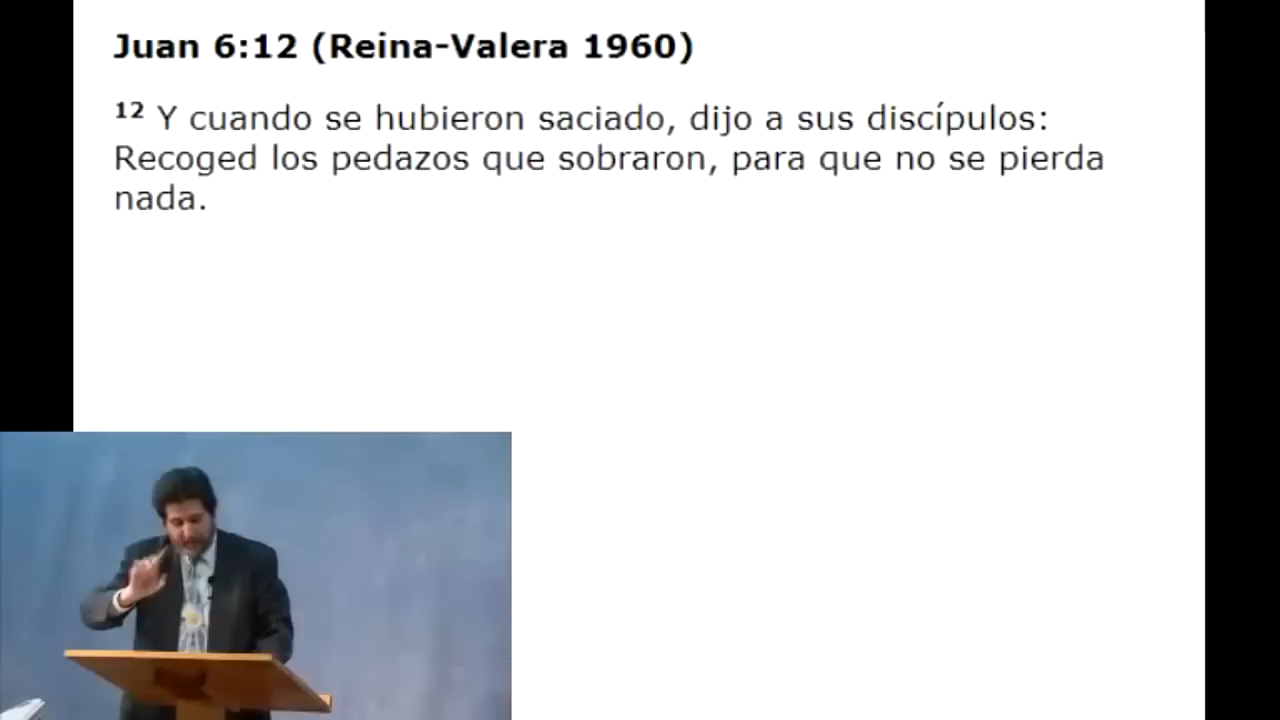 Juan 6:12 (Reina-Valera 1960)
12 Y cuando se hubieron saciado, dijo a sus discípulos:
Recoged los pedazos que sobraron, para que no se pierda
nada.